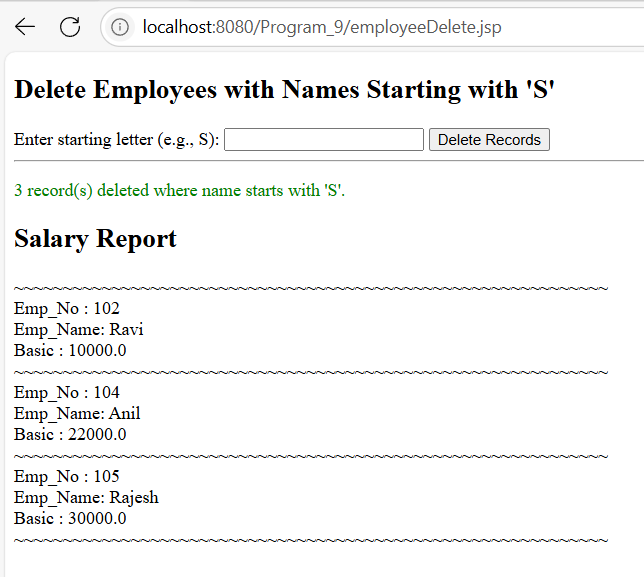 localhost:8080/Program_9/employeeDelete.jsp
Delete Employees with Names Starting with 'S'
Enter starting letter (e.g., S): Delete Records
3 record(s) deleted where name starts with 'S'.
Salary Report
~~~~~~~~~~~~~~~~~~~~~~~~~~~~~~~~~~~~~~~~~~~~~~~~~~~~~~~~~~~~~~
Emp_No : 102
Emp_Name: Ravi
Basic : 10000.0
~~~~~~~~~~~~~~~~~~~~~~~~~~~~~~~~~~~~~~~~~~~~~~~~~~~~~~~~~~~~~~
Emp_No : 104
Emp_Name: Anil
Basic : 22000.0
~~~~~~~~~~~~~~~~~~~~~~~~~~~~~~~~~~~~~~~~~~~~~~~~~~~~~~~~~~~~~~
Emp_No : 105
Emp_Name: Rajesh
Basic : 30000.0
~~~~~~~~~~~~~~~~~~~~~~~~~~~~~~~~~~~~~~~~~~~~~~~~~~~~~~~~~~~~~~